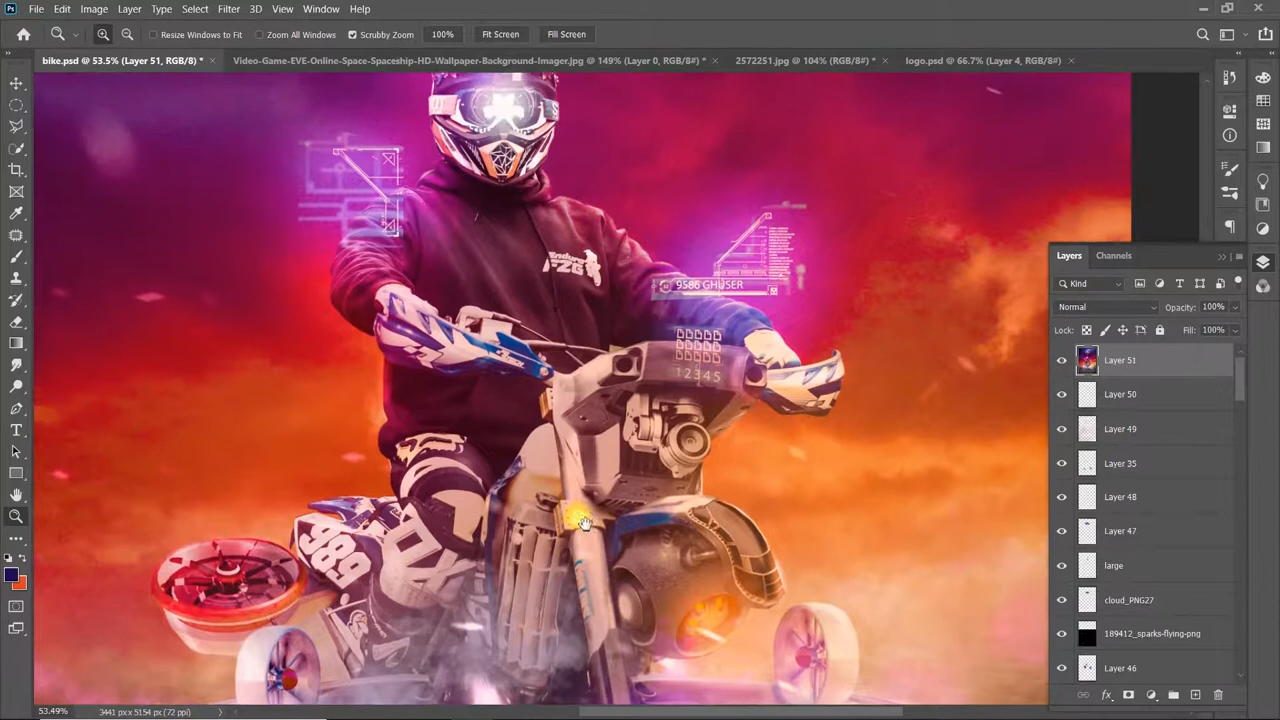 File Edit Image Layer Type Select Filter 3D View Window Help
Resize Windows to Fit Zoom All Windows Scrubby Zoom 100% Fit Screen Fill Screen
bike.psd @ 53.5% (Layer 51, RGB/8) * × Video-Game-EVE-Online-Space-Spaceship-HD-Wallpaper-Background-Imager.jpg @ 149% (Layer 0, RGB/8#) * × 2572251.jpg @ 104% (RGB/8#) * × logo.psd @ 66.7% (Layer 4, RGB/8#) ×
Enduro
FZG
9586 GHUSER
12345
989
Layers Channels
Kind
Normal Opacity: 100%
Lock: Fill: 100%
Layer 51
Layer 50
Layer 49
Layer 35
Layer 48
Layer 47
large
cloud_PNG27
189412_sparks-flying-png
Layer 46
53.49% 3441 px x 5154 px (72 ppi)